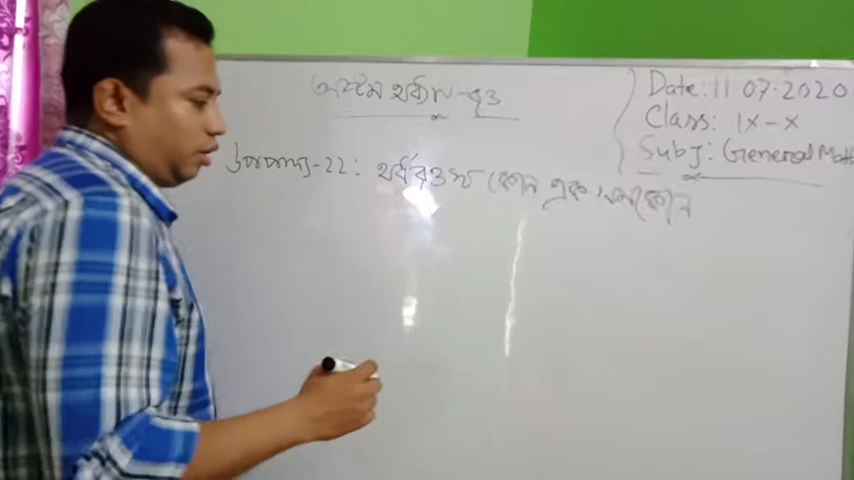 অষ্টম অধ্যায় - বৃত্ত
Date: 11 07.2020
Class: IX-X
Subj: General Math
উপপাদ্য-22: অর্ধবৃত্তস্থ কোন এক সমকোন